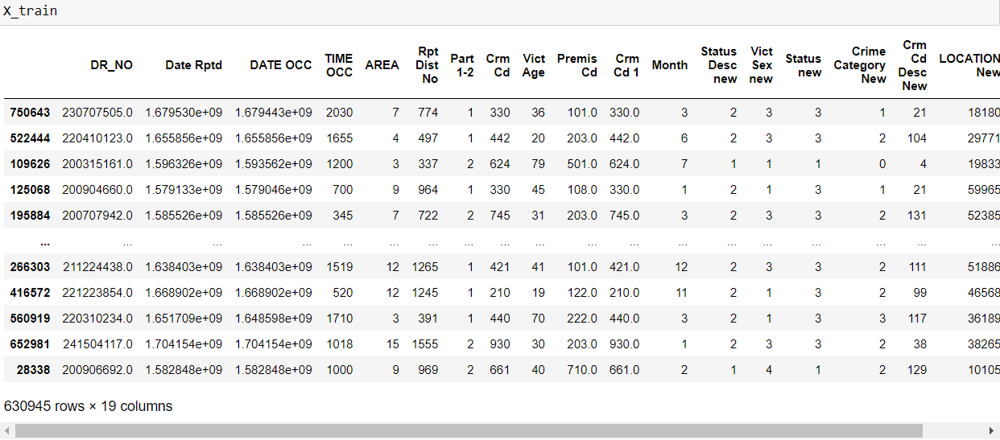 X_train
DR_NO Date Rptd DATE OCC TIME OCC AREA Rpt Dist No Part 1-2 Crm Cd Vict Age Premis Cd Crm Cd 1 Month Status Desc new Vict Sex new Status new Crime Category New Crm Cd Desc New LOCATION New
750643 230707505.0 1.679530e+09 1.679443e+09 2030 7 774 1 330 36 101.0 330.0 3 2 3 3 1 21 18180
522444 220410123.0 1.655856e+09 1.655856e+09 1655 4 497 1 442 20 203.0 442.0 6 2 3 3 2 104 29771
109626 200315161.0 1.596326e+09 1.593562e+09 1200 3 337 2 624 79 501.0 624.0 7 1 1 1 0 4 19833
125068 200904660.0 1.579133e+09 1.579046e+09 700 9 964 1 330 45 108.0 330.0 1 2 1 3 1 21 59965
195884 200707942.0 1.585526e+09 1.585526e+09 345 7 722 2 745 31 203.0 745.0 3 2 3 3 2 131 52385
... ... ... ... ... ... ... ... ... ... ... ... ... ... ... ... ... ... ...
266303 211224438.0 1.638403e+09 1.638403e+09 1519 12 1265 1 421 41 101.0 421.0 12 2 3 3 2 111 51886
416572 221223854.0 1.668902e+09 1.668902e+09 520 12 1245 1 210 19 122.0 210.0 11 2 1 3 2 99 46568
560919 220310234.0 1.651709e+09 1.648598e+09 1710 3 391 1 440 70 222.0 440.0 3 2 1 3 3 117 36189
652981 241504117.0 1.704154e+09 1.704154e+09 1018 15 1555 2 930 30 203.0 930.0 1 2 3 3 2 38 38265
28338 200906692.0 1.582848e+09 1.582848e+09 1000 9 969 2 661 40 710.0 661.0 2 1 4 1 2 129 10105
630945 rows × 19 columns